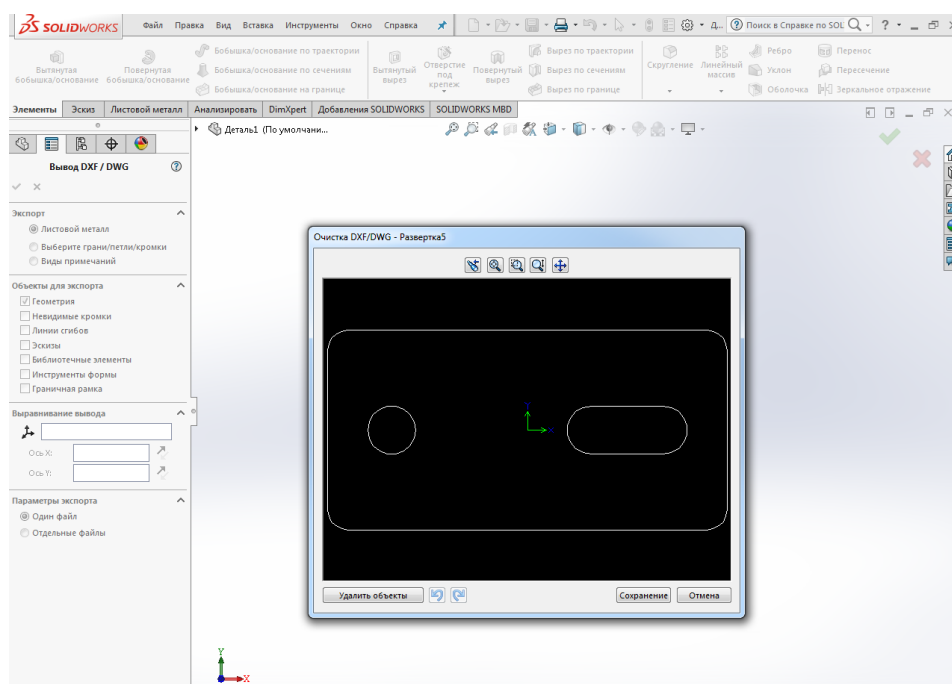 SOLIDWORKS
Файл Правка Вид Вставка Инструменты Окно Справка
Д...
Поиск в Справке по SOL
Вытянутая бобышка/основание
Повернутая бобышка/основание
Бобышка/основание по траектории
Бобышка/основание по сечениям
Бобышка/основание на границе
Вытянутый вырез
Отверстие под крепеж
Повернутый вырез
Вырез по траектории
Вырез по сечениям
Вырез по границе
Скругление
Линейный массив
Ребро
Уклон
Оболочка
Перенос
Пересечение
Зеркальное отражение
Элементы Эскиз Листовой металл Анализировать DimXpert Добавления SOLIDWORKS SOLIDWORKS MBD
Деталь1 (По умолчани...
Вывод DXF / DWG
Экспорт
Листовой металл
Выберите грани/петли/кромки
Виды примечаний
Объекты для экспорта
Геометрия
Невидимые кромки
Линии сгибов
Эскизы
Библиотечные элементы
Инструменты формы
Граничная рамка
Выравнивание вывода
Ось X:
Ось Y:
Параметры экспорта
Один файл
Отдельные файлы
Очистка DXF/DWG - Развертка5
Удалить объекты
Сохранение
Отмена
Y
X